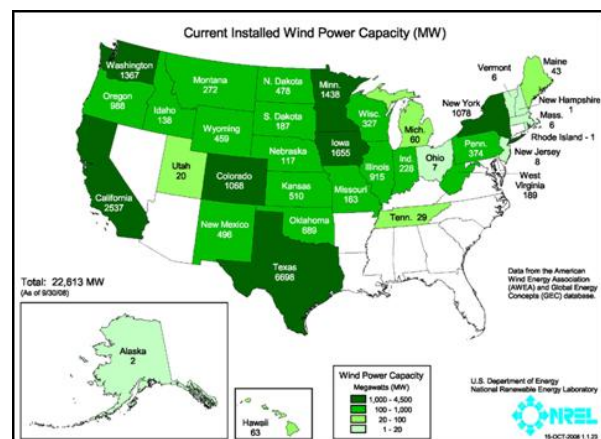 Current Installed Wind Power Capacity (MW)
Washington
1367
Oregon
988
California
2537
Idaho
138
Montana
272
Wyoming
459
Utah
20
Colorado
1068
New Mexico
496
N. Dakota
478
S. Dakota
187
Nebraska
117
Kansas
510
Oklahoma
689
Texas
6698
Minn.
1438
Iowa
1655
Missouri
163
Wisc.
327
Illinois
915
Mich.
60
Ind.
228
Ohio
7
Tenn. 29
Penn.
374
New York
1078
Vermont
6
Maine
43
New Hampshire
1
Mass.
6
Rhode Island - 1
New Jersey
8
West
Virginia
189
Total: 22,613 MW
(As of 9/30/08)
Data from the American
Wind Energy Association
(AWEA) and Global Energy
Concepts (GEC) database.
Alaska
2
Hawaii
63
Wind Power Capacity
Megawatts (MW)
1,000 - 4,500
100 - 1,000
20 - 100
1 - 20
U.S. Department of Energy
National Renewable Energy Laboratory
NREL
15-OCT-2008 1.1.23